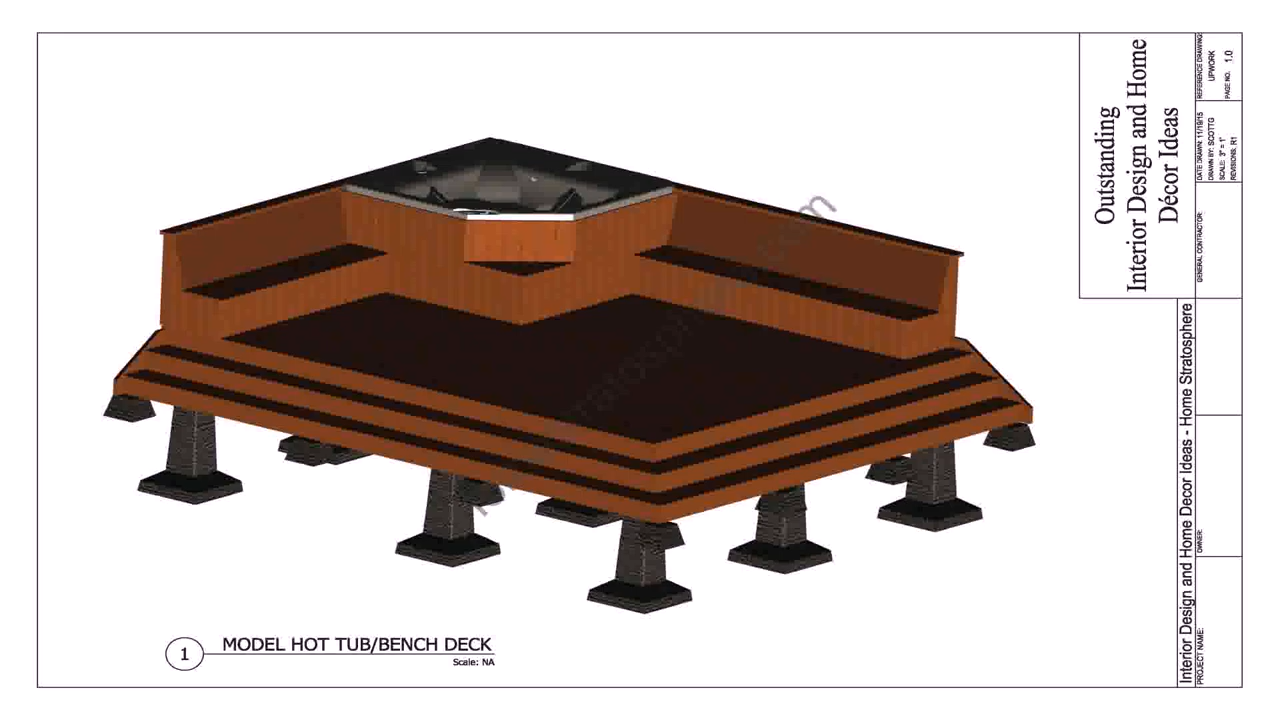 Outstanding
Interior Design and Home
Décor Ideas
REFERENCE DRAWING:
UPWORK
PAGE NO. 1.0
DATE DRAWN: 11/19/15
DRAWN BY: SCOTTG
SCALE: 3" = 1'
REVISIONS: R1
GENERAL CONTRACTOR:
Interior Design and Home Decor Ideas - Home Stratosphere
OWNER:
PROJECT NAME:
1
MODEL HOT TUB/BENCH DECK
Scale: NA